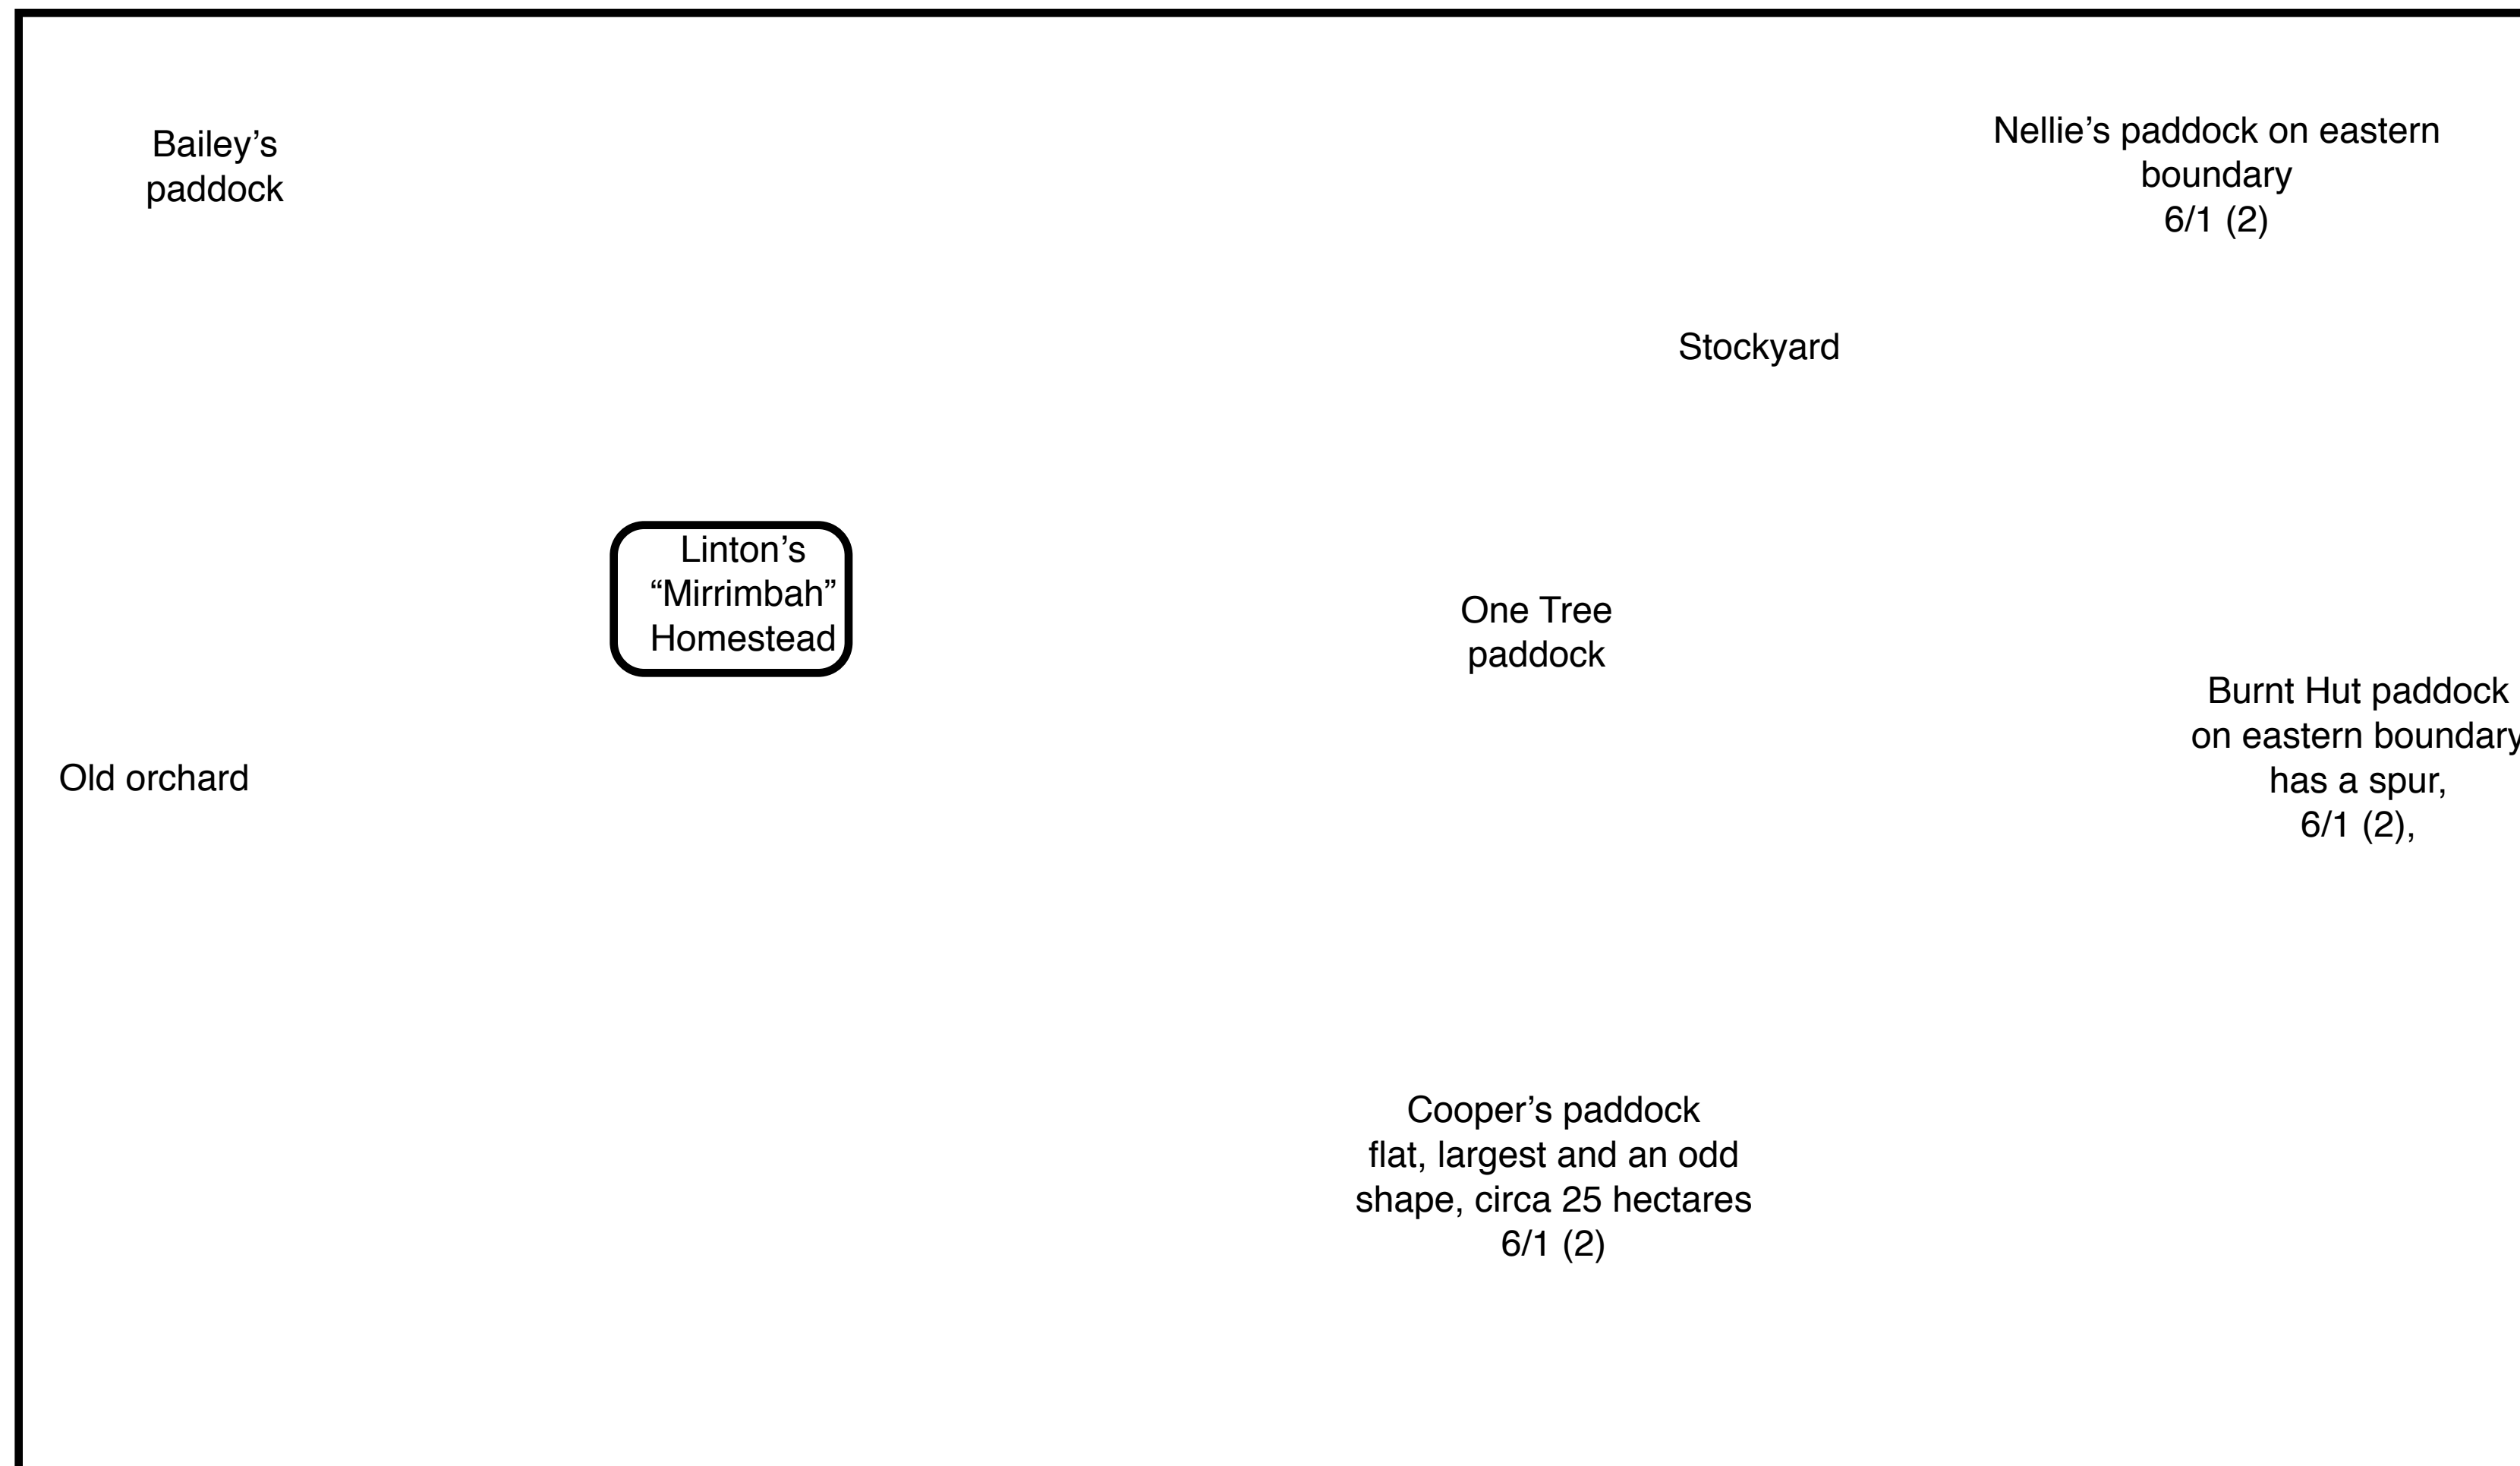 Bailey’s
paddock
Nellie’s paddock on eastern
boundary
6/1 (2)
Stockyard
Linton’s
“Mirrimbah”
Homestead
One Tree
paddock
Burnt Hut paddock
on eastern boundary
has a spur,
6/1 (2),
Old orchard
Cooper’s paddock
flat, largest and an odd
shape, circa 25 hectares
6/1 (2)